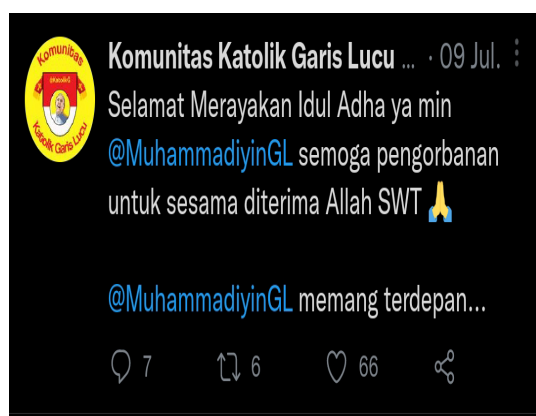 Komunitas
@KatolikG
Katolik Garis Lucu
Komunitas Katolik Garis Lucu ... · 09 Jul.
Selamat Merayakan Idul Adha ya min
@MuhammadiyinGL semoga pengorbanan
untuk sesama diterima Allah SWT 🙏
@MuhammadiyinGL memang terdepan...
7 6 66